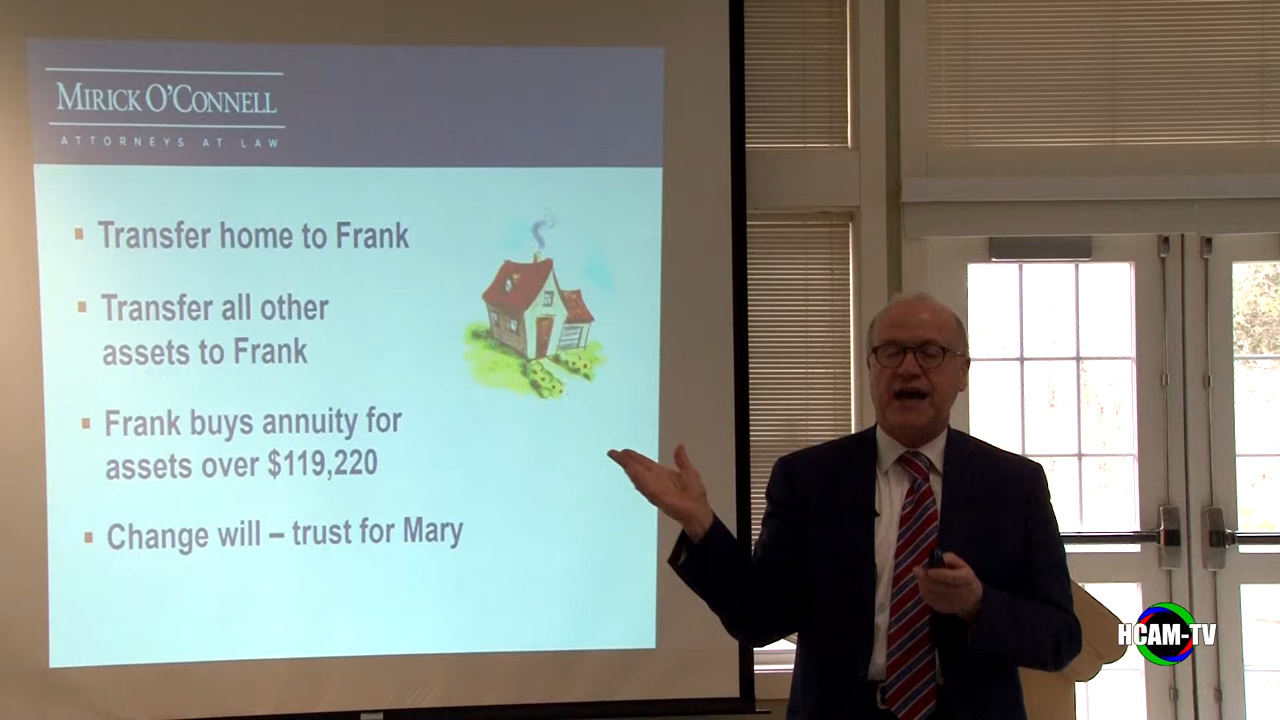 MIRICK O'CONNELL
ATTORNEYS AT LAW
▪ Transfer home to Frank
▪ Transfer all other
assets to Frank
▪ Frank buys annuity for
assets over $119,220
▪ Change will – trust for Mary
HCAM-TV